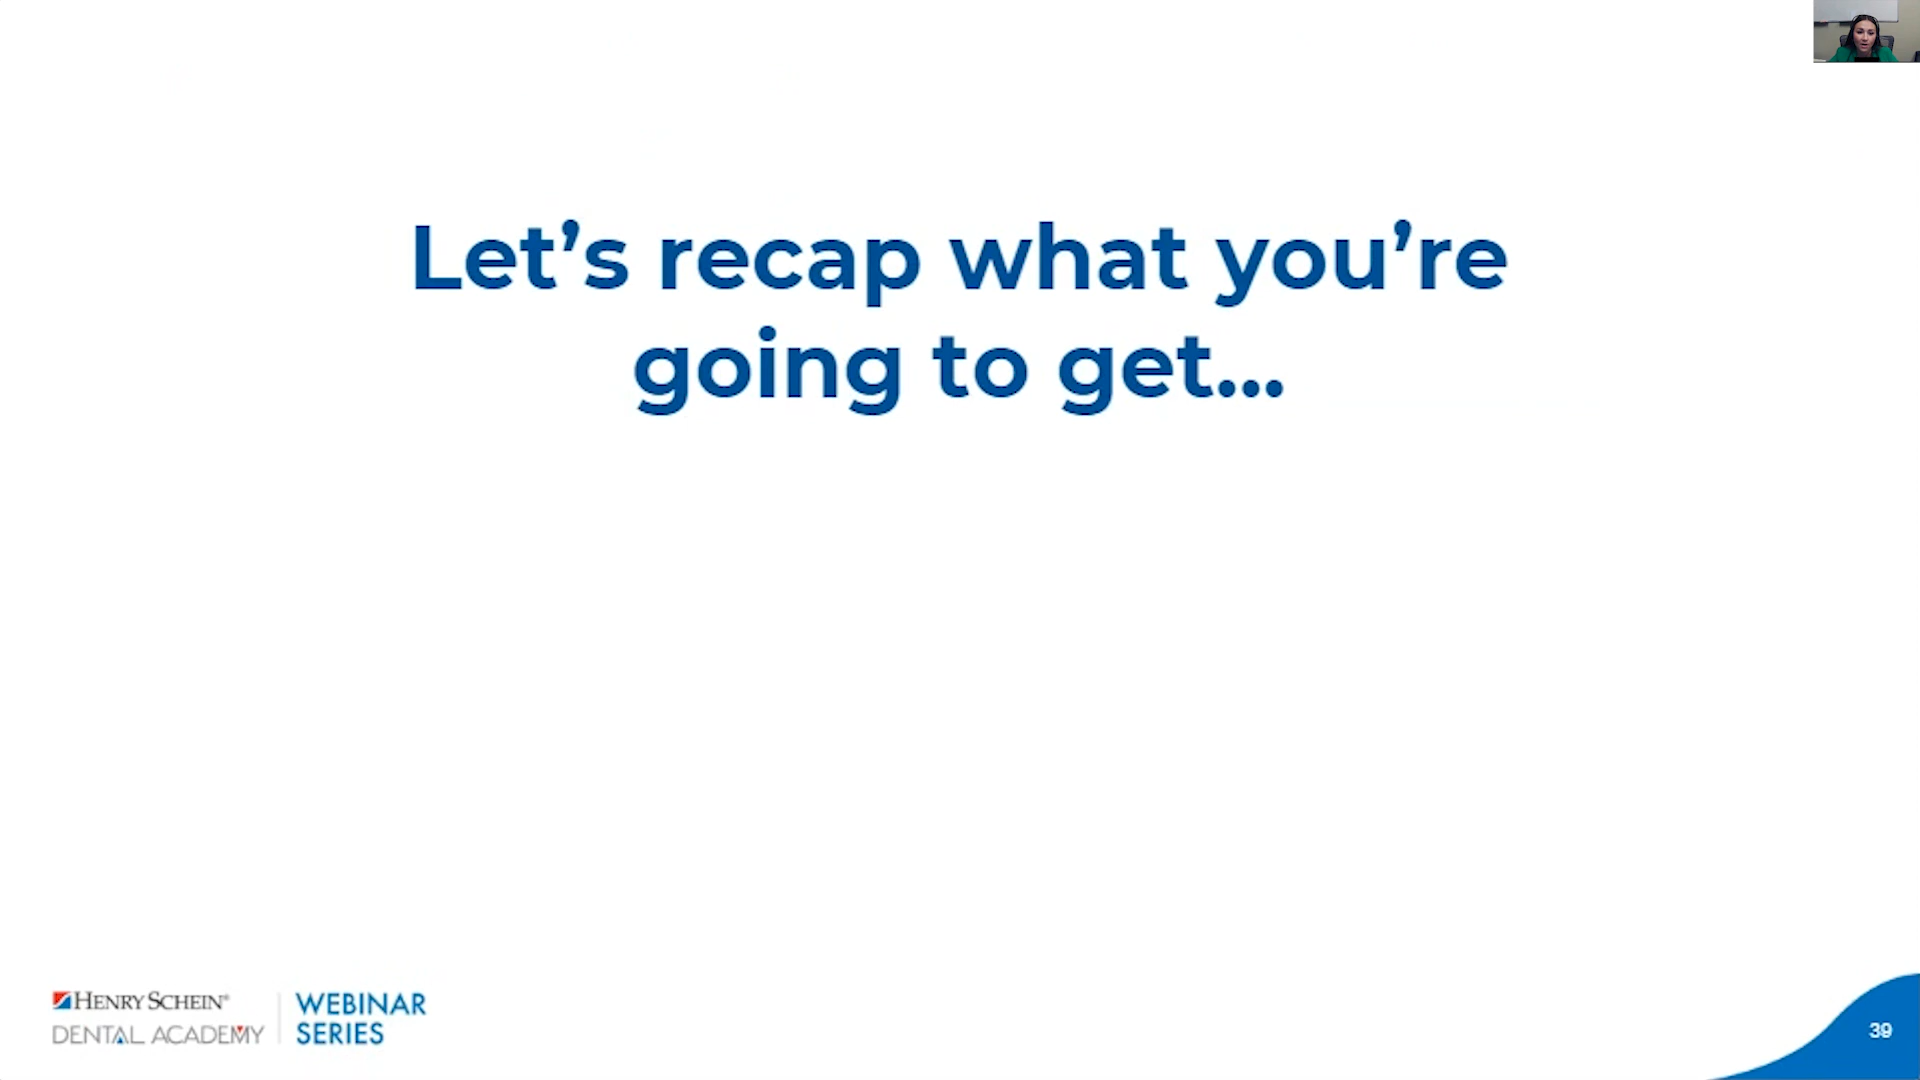 Let’s recap what you’re
going to get...
HENRY SCHEIN®
DENTAL ACADEMY
WEBINAR
SERIES
39